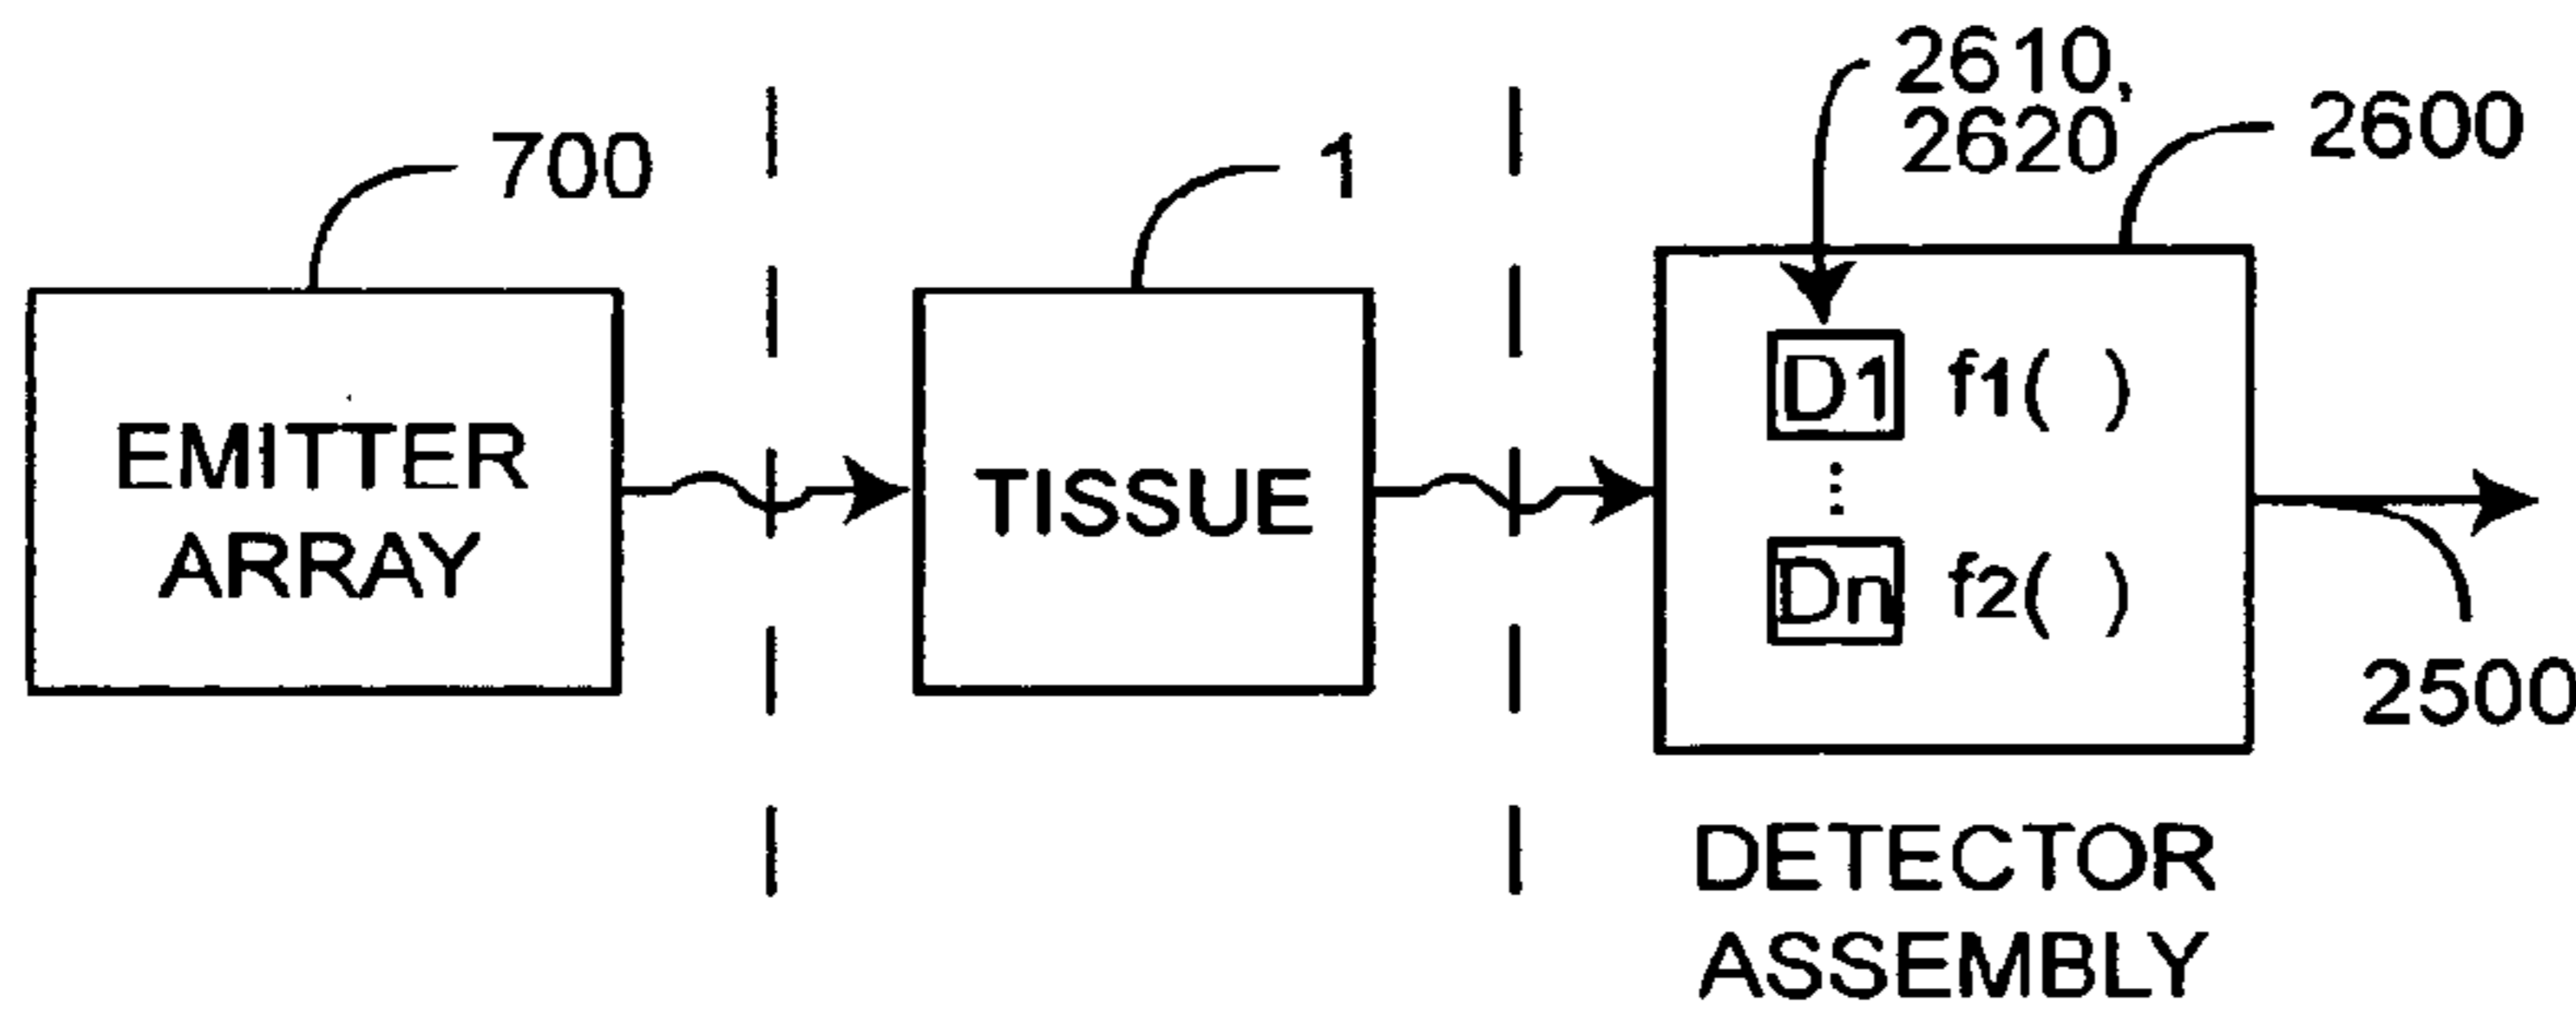 2610,
2620
2600
700
1
D1 f1( )
EMITTER
ARRAY
TISSUE
Dn f2( )
2500
DETECTOR
ASSEMBLY